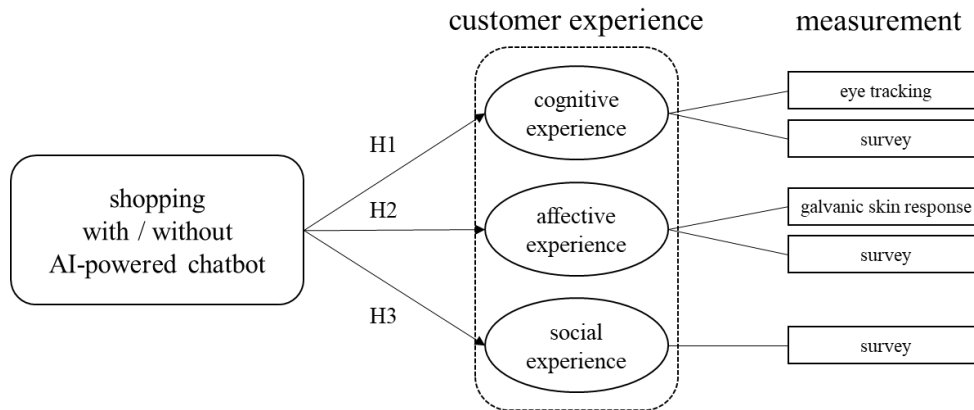 customer experience
measurement
shopping
with / without
AI-powered chatbot
H1
H2
H3
cognitive
experience
affective
experience
social
experience
eye tracking
survey
galvanic skin response
survey
survey